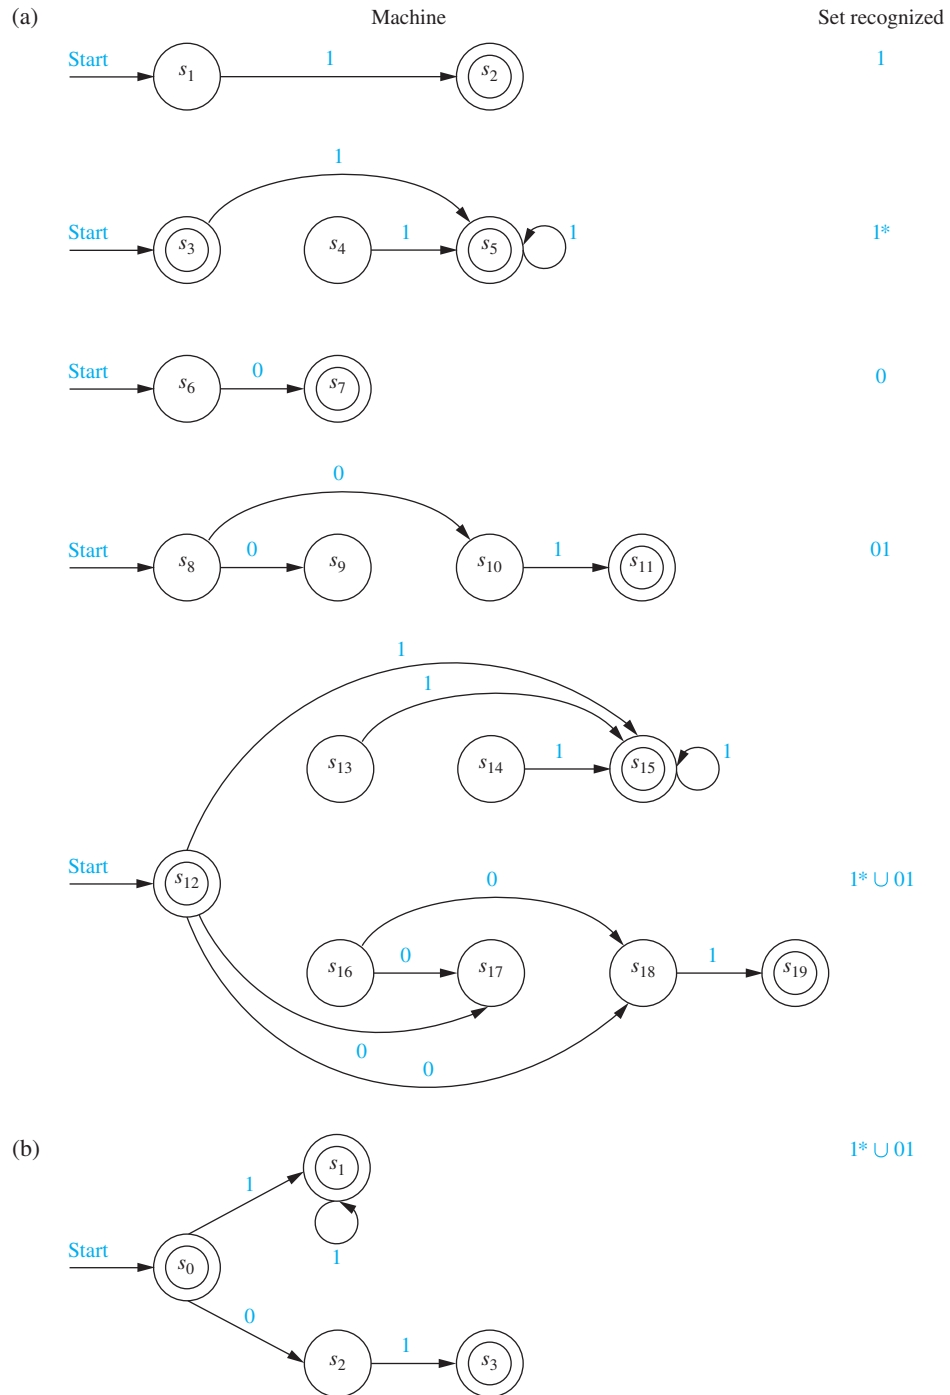 (a) Machine Set recognized
Start s₁ 1 s₂ 1
1
Start s₃ s₄ 1 s₅ 1 1*
Start s₆ 0 s₇ 0
0
Start s₈ 0 s₉ s₁₀ 1 s₁₁ 01
1
1
s₁₃ s₁₄ 1 s₁₅ 1
Start s₁₂ 0 1* ∪ 01
s₁₆ 0 s₁₇ s₁₈ 1 s₁₉
0
0
(b) s₁ 1* ∪ 01
1
Start s₀ 1
0
s₂ 1 s₃